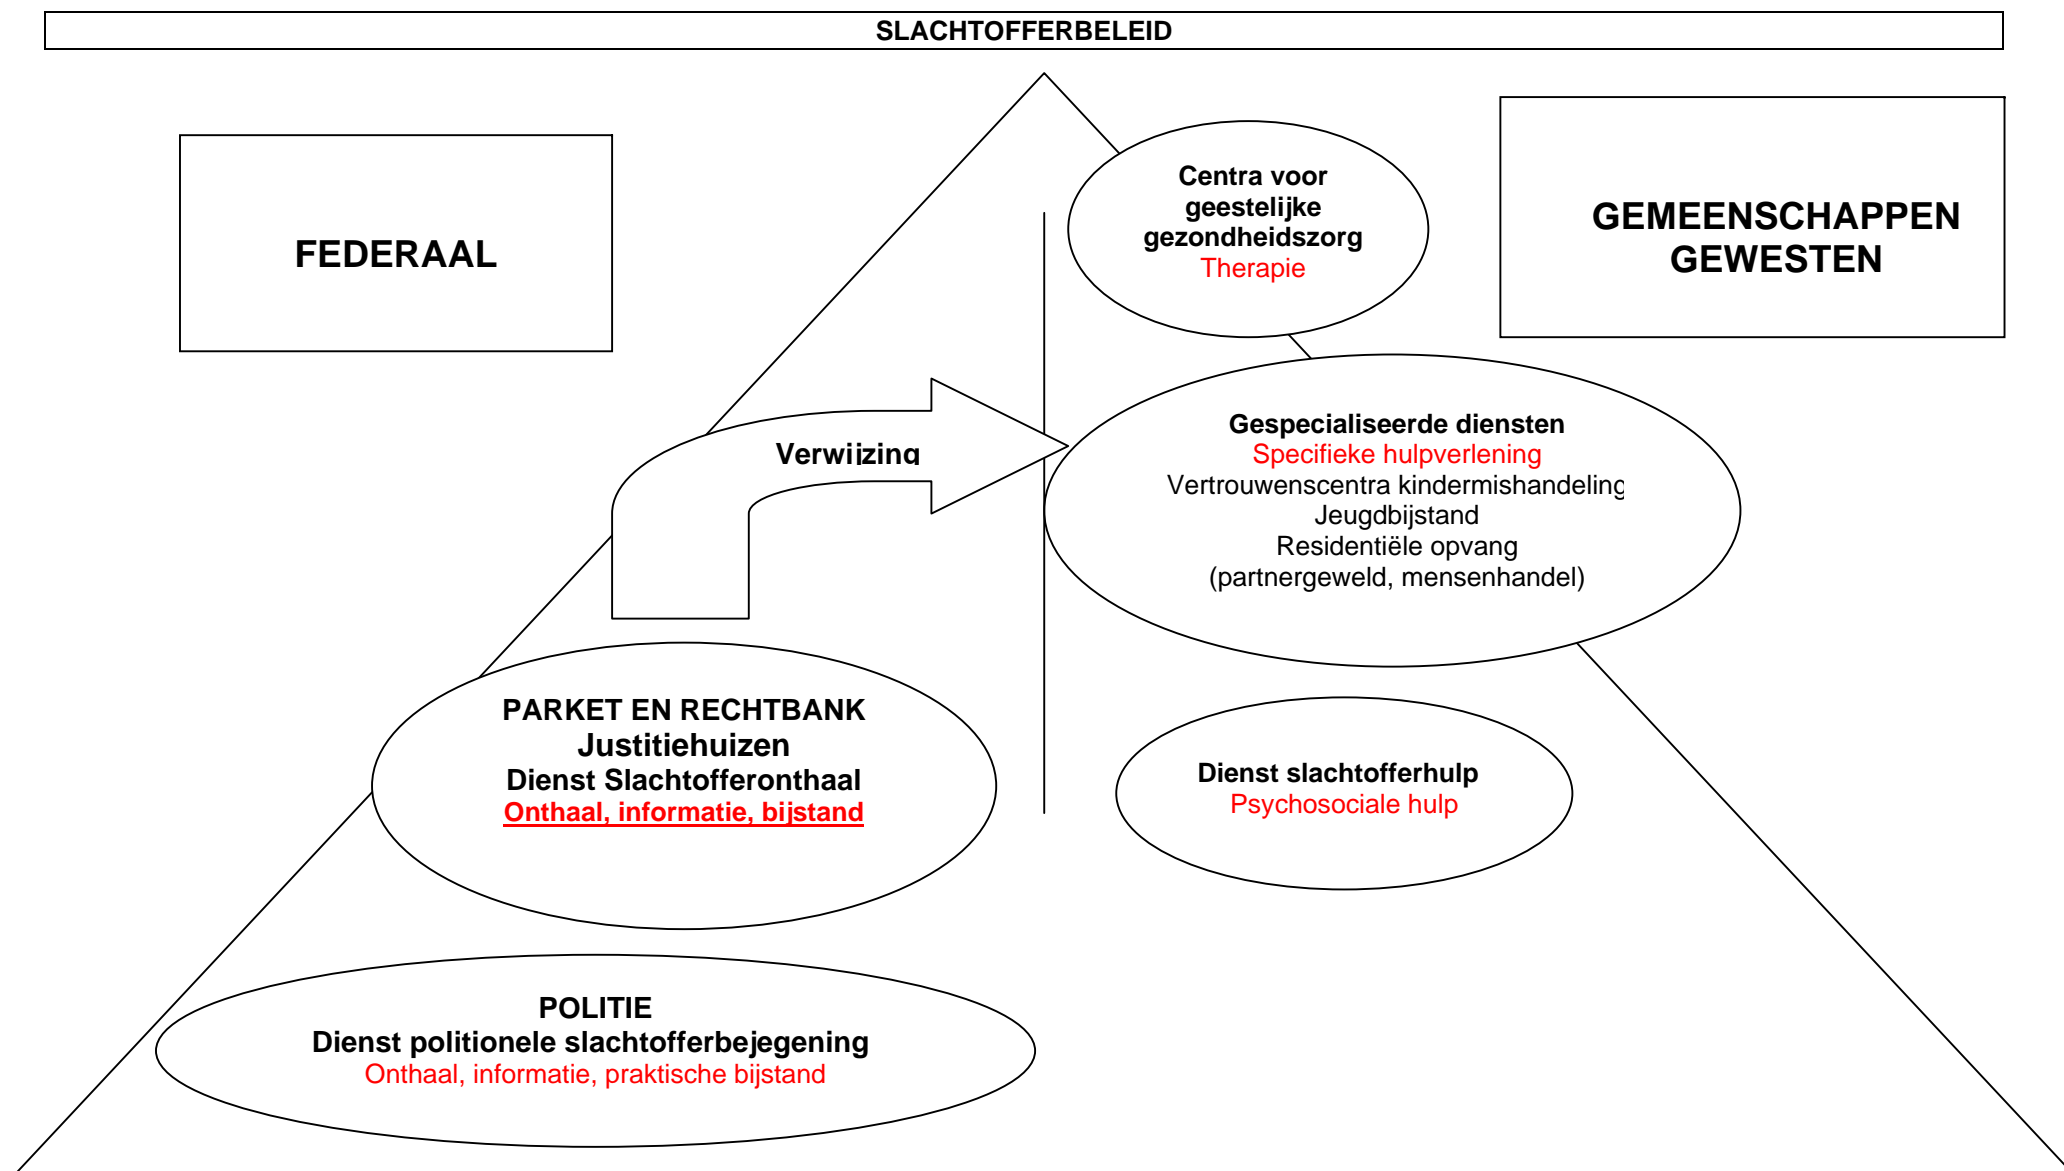 SLACHTOFFERBELEID
FEDERAAL
Centra voor
geestelijke
gezondheidszorg
Therapie
GEMEENSCHAPPEN
GEWESTEN
Verwijzing
Gespecialiseerde diensten
Specifieke hulpverlening
Vertrouwenscentra kindermishandeling
Jeugdbijstand
Residentiële opvang
(partnergeweld, mensenhandel)
PARKET EN RECHTBANK
Justitiehuizen
Dienst Slachtofferonthaal
Onthaal, informatie, bijstand
Dienst slachtofferhulp
Psychosociale hulp
POLITIE
Dienst politionele slachtofferbejegening
Onthaal, informatie, praktische bijstand